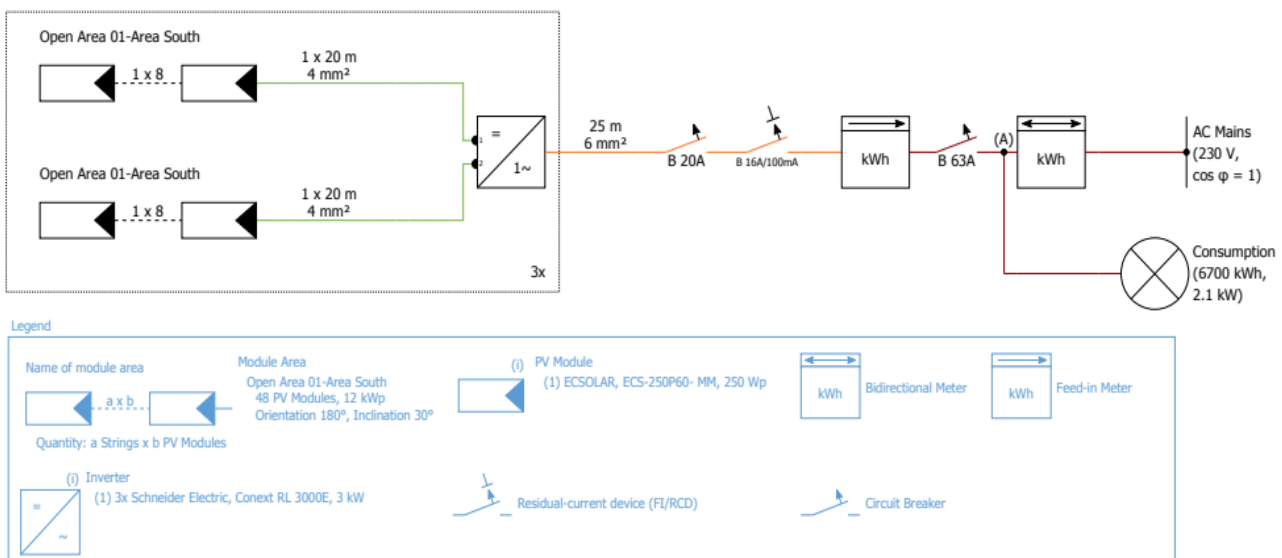 Open Area 01-Area South
1 x 8
1 x 20 m
4 mm²
Open Area 01-Area South
1 x 8
1 x 20 m
4 mm²
1
2
=
1~
3x
25 m
6 mm²
B 20A
B 16A/100mA
kWh
B 63A
(A)
kWh
AC Mains
(230 V,
cos φ = 1)
Consumption
(6700 kWh,
2.1 kW)
Legend
Name of module area
a x b
Quantity: a Strings x b PV Modules
Module Area
Open Area 01-Area South
48 PV Modules, 12 kWp
Orientation 180°, Inclination 30°
(i) PV Module
(1) ECSOLAR, ECS-250P60- MM, 250 Wp
kWh
Bidirectional Meter
kWh
Feed-in Meter
(i) Inverter
(1) 3x Schneider Electric, Conext RL 3000E, 3 kW
=
~
Residual-current device (FI/RCD)
Circuit Breaker